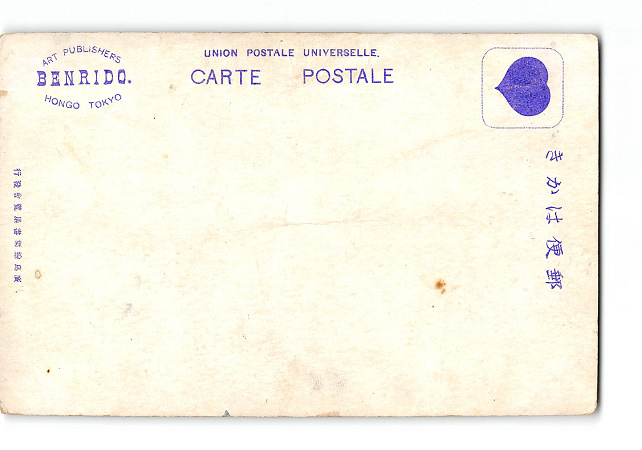 ART PUBLISHERS
BENRIDO.
HONGO TOKYO
UNION POSTALE UNIVERSELLE.
CARTE POSTALE
きかは便郵